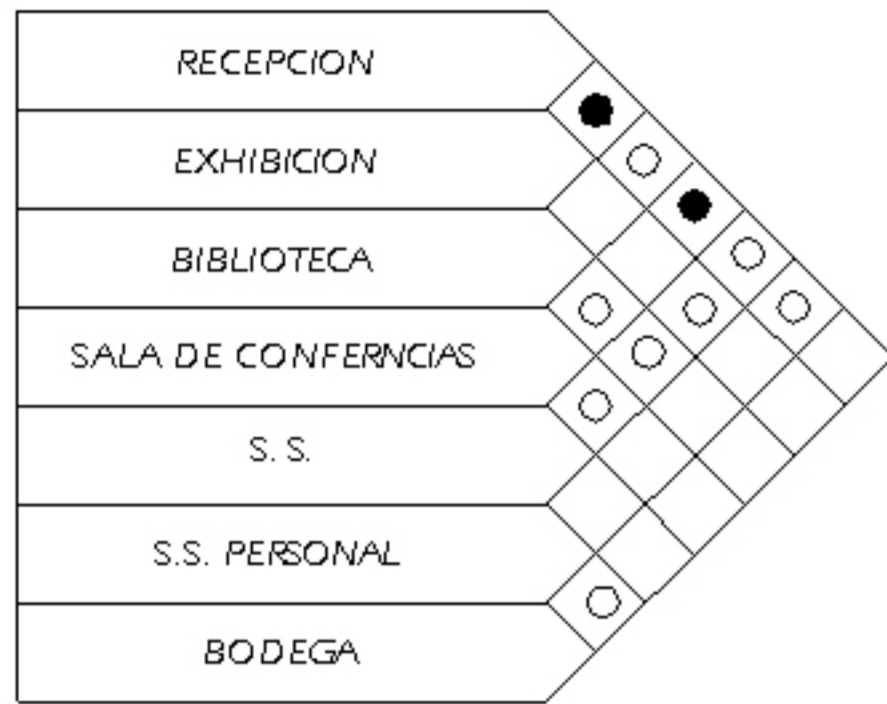 RECEPCION
EXHIBICION
BIBLIOTECA
SALA DE CONFERNCIAS
S. S.
S.S. PERSONAL
BODEGA